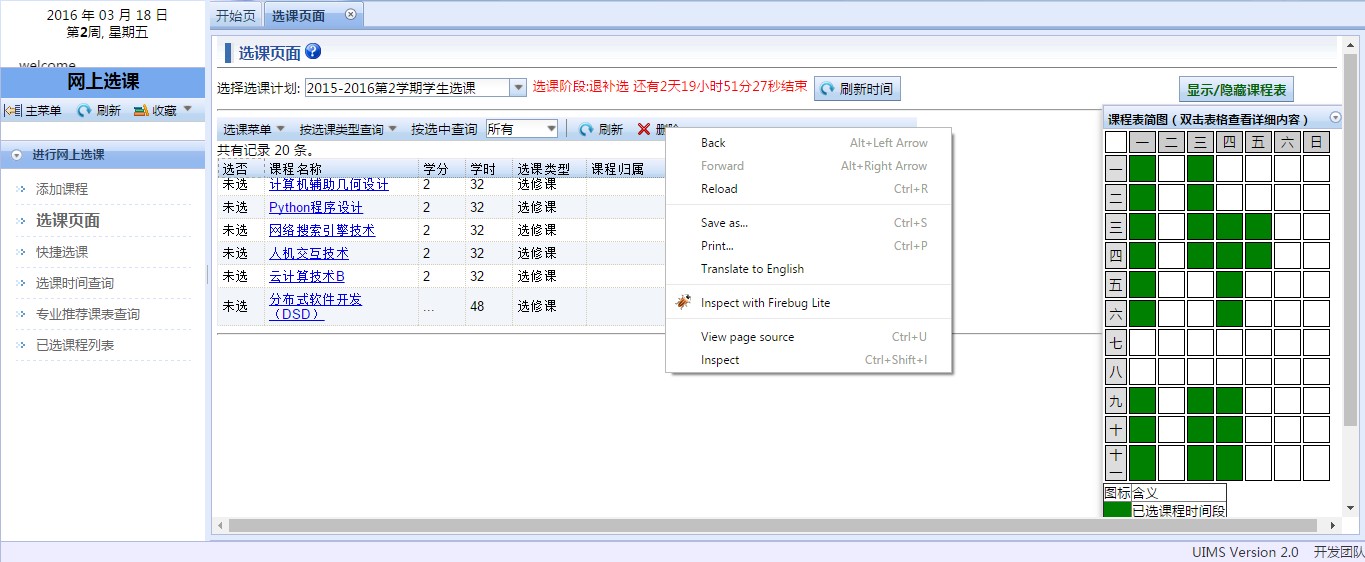 2016 年 03 月 18 日
第2周, 星期五
welcome
网上选课
主菜单 刷新 收藏
进行网上选课
添加课程
选课页面
快捷选课
选课时间查询
专业推荐课表查询
已选课程列表
开始页 选课页面
选课页面
选择选课计划: 2015-2016第2学期学生选课 选课阶段:退补选 还有2天19小时51分27秒结束 刷新时间
显示/隐藏课程表
选课菜单 按选课类型查询 按选中查询 所有 刷新 删除
共有记录 20 条。
选否 课程名称 学分 学时 选课类型 课程归属
未选 计算机辅助几何设计 2 32 选修课
未选 Python程序设计 2 32 选修课
未选 网络搜索引擎技术 2 32 选修课
未选 人机交互技术 2 32 选修课
未选 云计算技术B 2 32 选修课
未选 分布式软件开发（DSD） ... 48 选修课
Back Alt+Left Arrow
Forward Alt+Right Arrow
Reload Ctrl+R
Save as... Ctrl+S
Print... Ctrl+P
Translate to English
Inspect with Firebug Lite
View page source Ctrl+U
Inspect Ctrl+Shift+I
课程表简图（双击表格查看详细内容）
一 二 三 四 五 六 日
一
二
三
四
五
六
七
八
九
十
十一
图标 含义
已选课程时间段
UIMS Version 2.0 开发团队